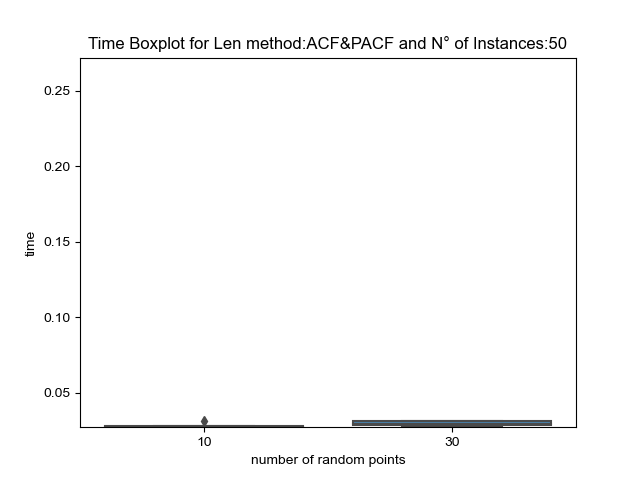 Time Boxplot for Len method:ACF&PACF and N° of Instances:50
0.25
0.20
0.15
0.10
0.05
time
10
30
number of random points